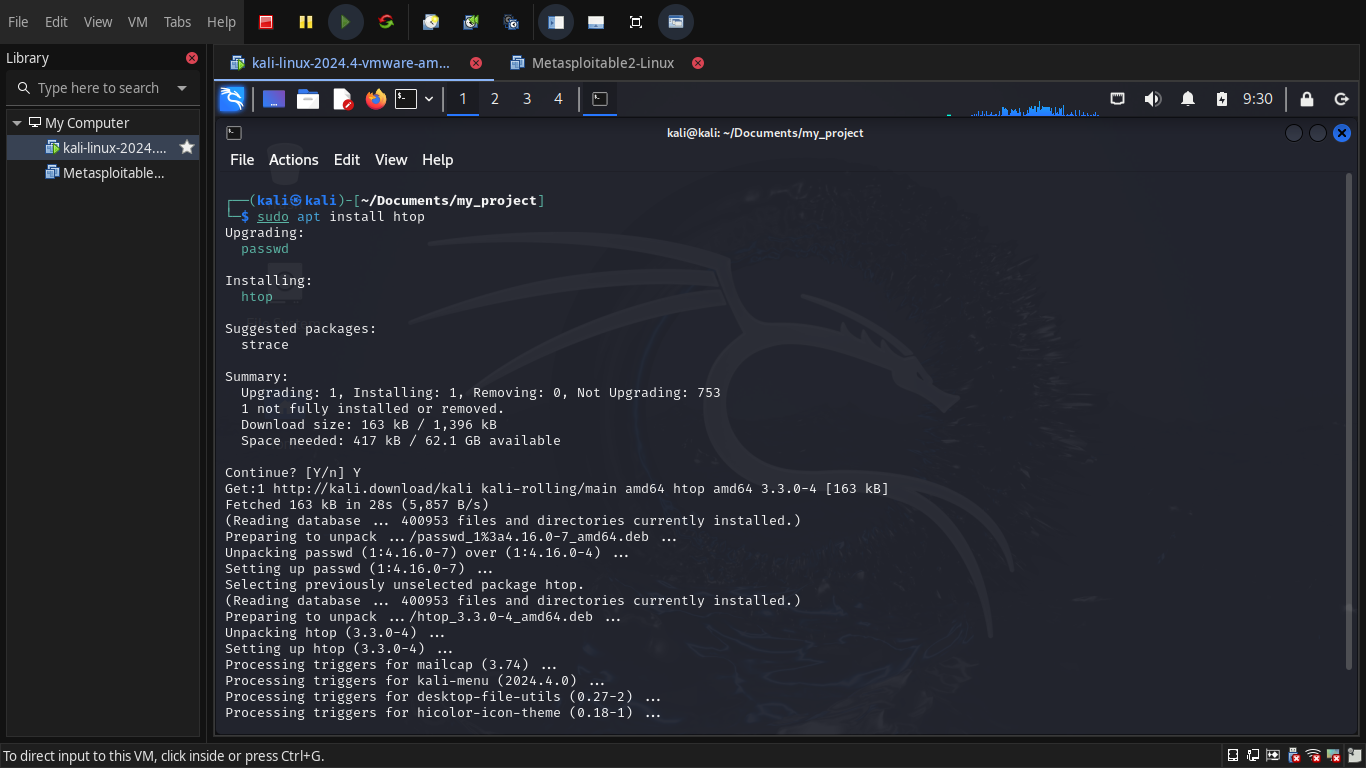 File Edit View VM Tabs Help
Library
Type here to search
My Computer
kali-linux-2024....
Metasploitable...
kali-linux-2024.4-vmware-am...
Metasploitable2-Linux
1 2 3 4
9:30
kali@kali: ~/Documents/my_project
File Actions Edit View Help
┌──(kali㉿kali)-[~/Documents/my_project]
└─$ sudo apt install htop
Upgrading:
passwd
Installing:
htop
Suggested packages:
strace
Summary:
Upgrading: 1, Installing: 1, Removing: 0, Not Upgrading: 753
1 not fully installed or removed.
Download size: 163 kB / 1,396 kB
Space needed: 417 kB / 62.1 GB available
Continue? [Y/n] Y
Get:1 http://kali.download/kali kali-rolling/main amd64 htop amd64 3.3.0-4 [163 kB]
Fetched 163 kB in 28s (5,857 B/s)
(Reading database ... 400953 files and directories currently installed.)
Preparing to unpack .../passwd_1%3a4.16.0-7_amd64.deb ...
Unpacking passwd (1:4.16.0-7) over (1:4.16.0-4) ...
Setting up passwd (1:4.16.0-7) ...
Selecting previously unselected package htop.
(Reading database ... 400953 files and directories currently installed.)
Preparing to unpack .../htop_3.3.0-4_amd64.deb ...
Unpacking htop (3.3.0-4) ...
Setting up htop (3.3.0-4) ...
Processing triggers for mailcap (3.74) ...
Processing triggers for kali-menu (2024.4.0) ...
Processing triggers for desktop-file-utils (0.27-2) ...
Processing triggers for hicolor-icon-theme (0.18-1) ...
To direct input to this VM, click inside or press Ctrl+G.